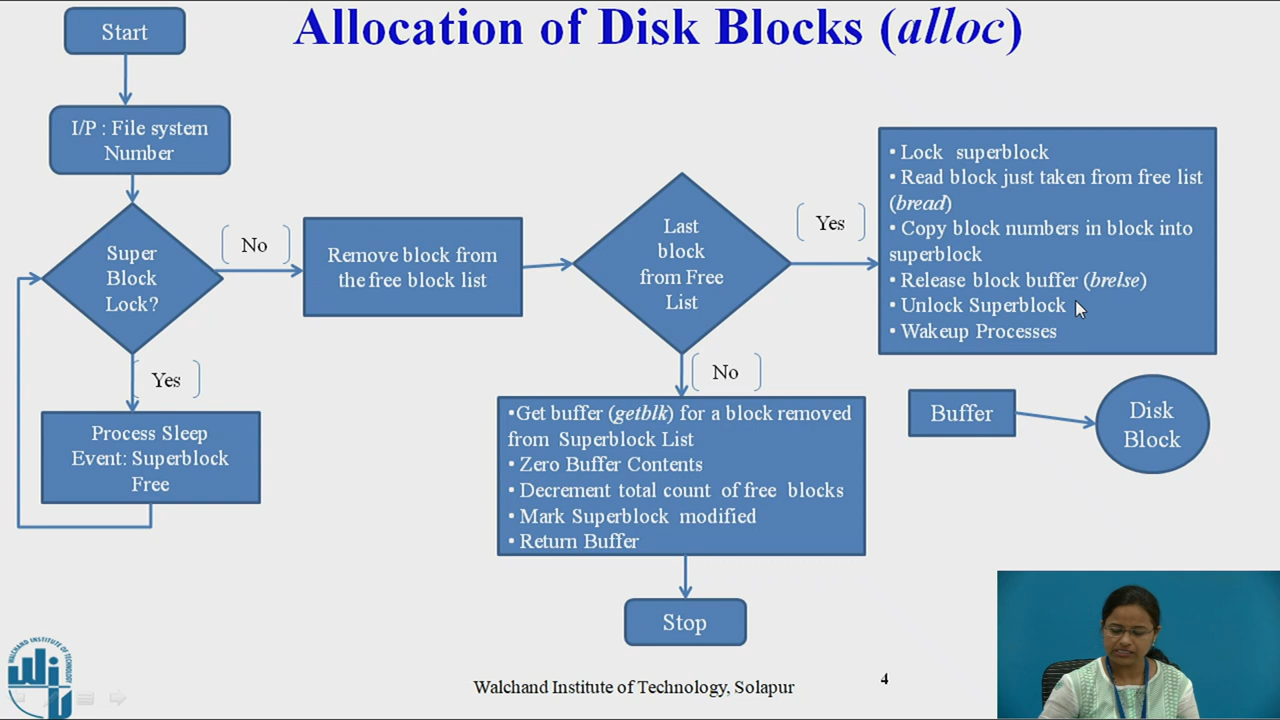 Allocation of Disk Blocks (alloc)
Start
I/P : File system
Number
Super
Block
Lock?
No
Yes
Process Sleep
Event: Superblock
Free
Remove block from
the free block list
Last
block
from Free
List
Yes
• Lock superblock
• Read block just taken from free list
(bread)
• Copy block numbers in block into
superblock
• Release block buffer (brelse)
• Unlock Superblock
• Wakeup Processes
No
•Get buffer (getblk) for a block removed
from Superblock List
• Zero Buffer Contents
• Decrement total count of free blocks
• Mark Superblock modified
• Return Buffer
Stop
Buffer
Disk
Block
WALCHAND INSTITUTE OF TECHNOLOGY
Walchand Institute of Technology, Solapur
4